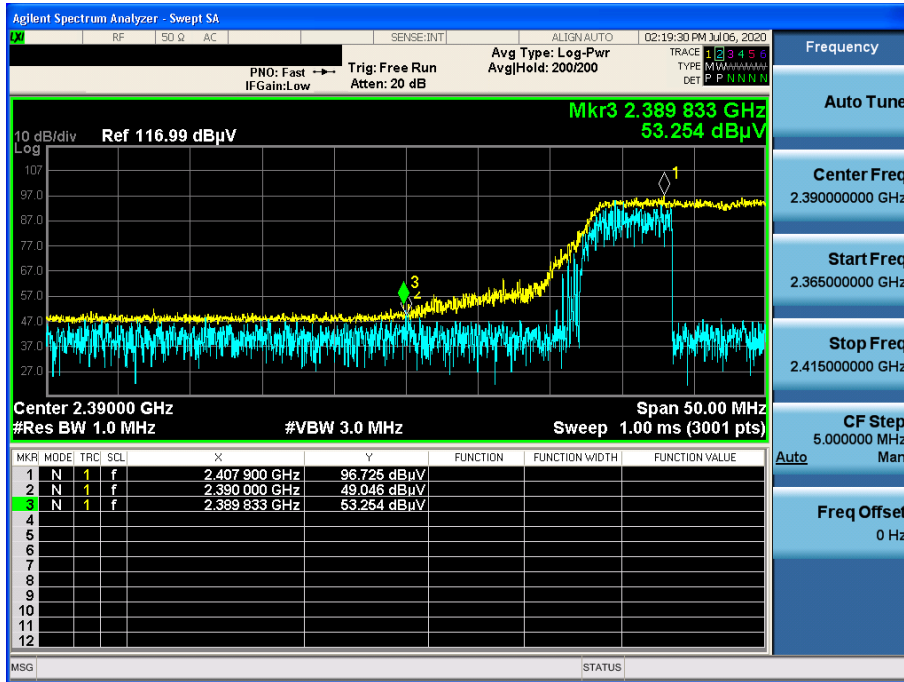 Agilent Spectrum Analyzer - Swept SA
LXI RF 50 Ω AC SENSE:INT ALIGN AUTO 02:19:30 PM Jul 06, 2020
Frequency
PNO: Fast
IFGain:Low
Trig: Free Run
Atten: 20 dB
Avg Type: Log-Pwr
Avg|Hold: 200/200
TRACE 1 2 3 4 5 6
TYPE M W W W W W
DET P P N N N N
Auto Tune
Mkr3 2.389 833 GHz
53.254 dBµV
10 dB/div Ref 116.99 dBµV
Log
107
97.0
87.0
77.0
67.0
57.0
47.0
37.0
27.0
1
3
2
Center 2.39000 GHz Span 50.00 MHz
#Res BW 1.0 MHz #VBW 3.0 MHz Sweep 1.00 ms (3001 pts)
Center Freq
2.390000000 GHz
Start Freq
2.365000000 GHz
Stop Freq
2.415000000 GHz
CF Step
5.000000 MHz
Auto Man
Freq Offset
0 Hz
MKR MODE TRC SCL X Y FUNCTION FUNCTION WIDTH FUNCTION VALUE
1 N 1 f 2.407 900 GHz 96.725 dBµV
2 N 1 f 2.390 000 GHz 49.046 dBµV
3 N 1 f 2.389 833 GHz 53.254 dBµV
4
5
6
7
8
9
10
11
12
MSG STATUS